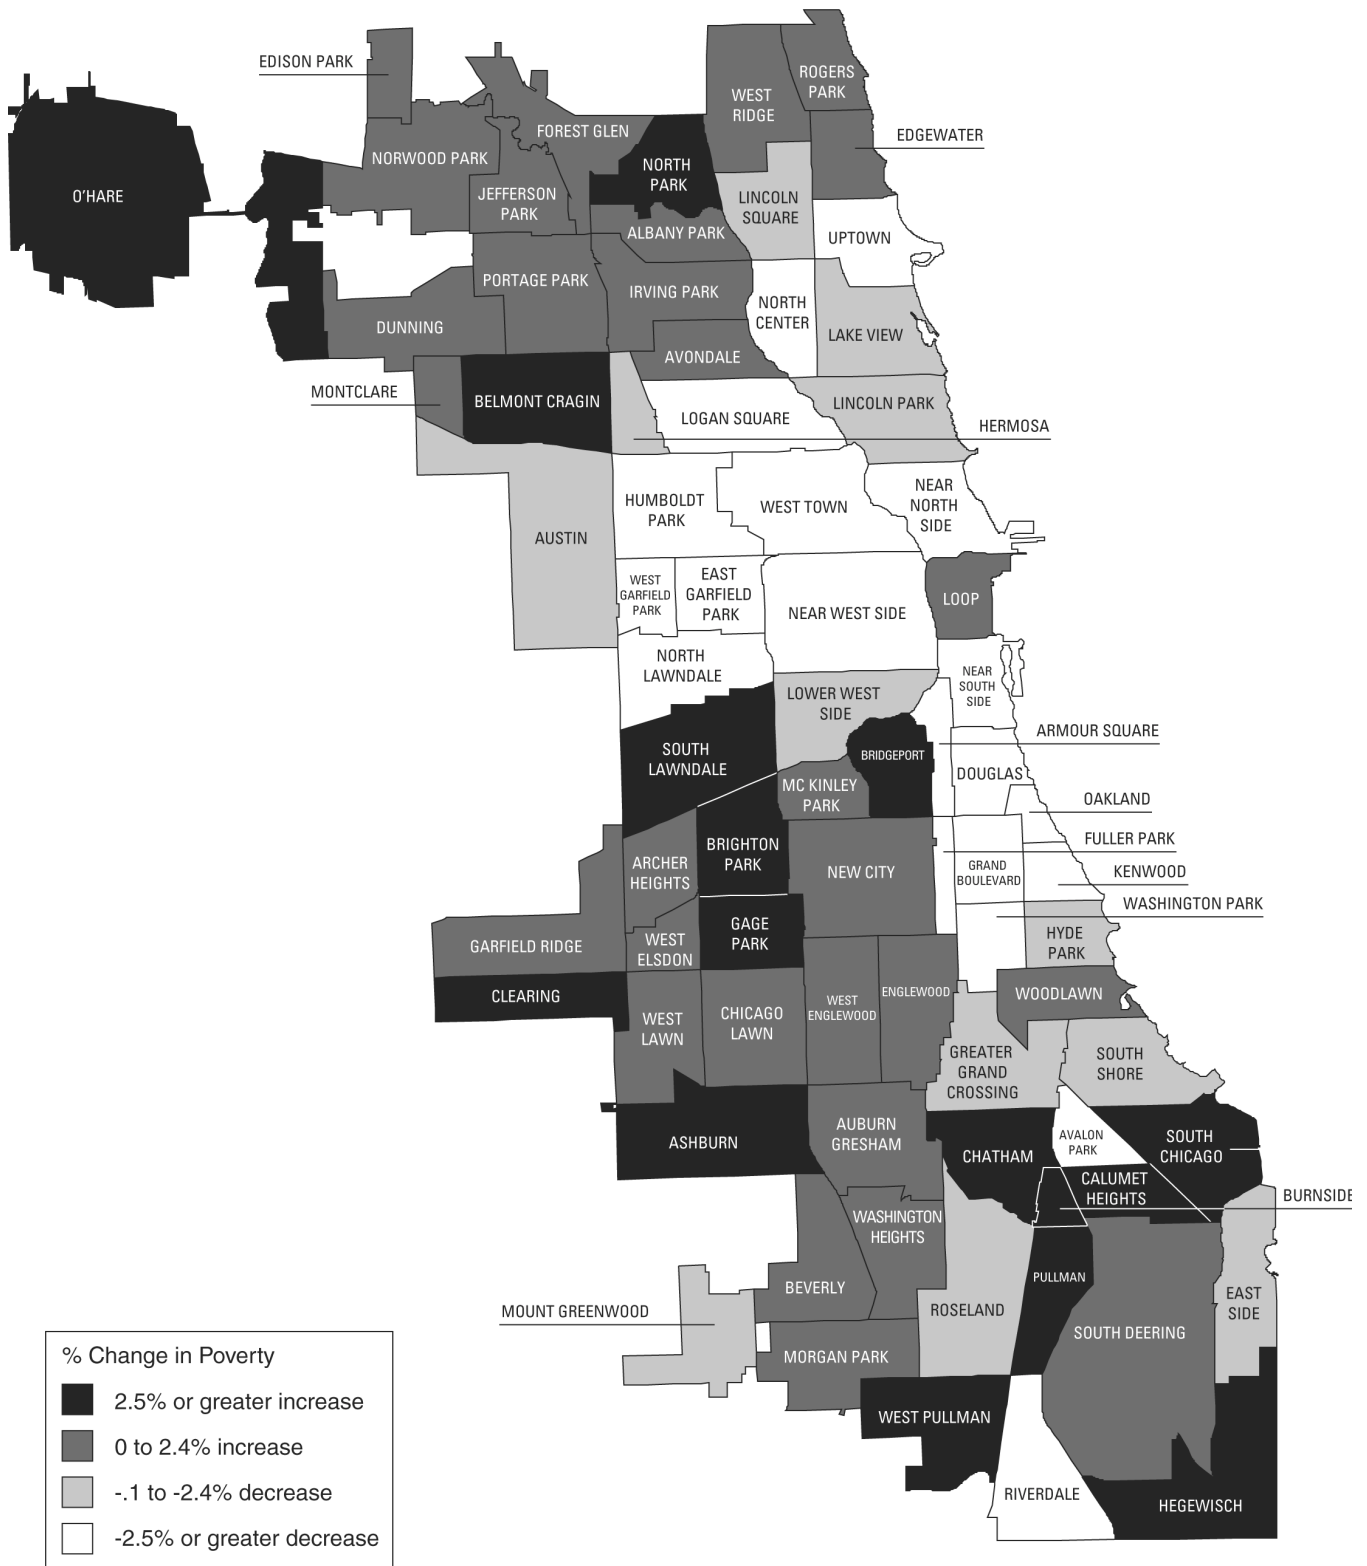 EDISON PARK
ROGERS
PARK
WEST
RIDGE
EDGEWATER
FOREST GLEN
NORWOOD PARK
NORTH
PARK
O'HARE
JEFFERSON
PARK
LINCOLN
SQUARE
ALBANY PARK
UPTOWN
PORTAGE PARK
IRVING PARK
NORTH
CENTER
DUNNING
LAKE VIEW
AVONDALE
MONTCLARE
BELMONT CRAGIN
LINCOLN PARK
LOGAN SQUARE
HERMOSA
HUMBOLDT
PARK
WEST TOWN
NEAR
NORTH
SIDE
AUSTIN
WEST
GARFIELD
PARK
EAST
GARFIELD
PARK
LOOP
NEAR WEST SIDE
NORTH
LAWNDALE
NEAR
SOUTH
SIDE
LOWER WEST
SIDE
ARMOUR SQUARE
SOUTH
LAWNDALE
BRIDGEPORT
DOUGLAS
MC KINLEY
PARK
OAKLAND
FULLER PARK
BRIGHTON
PARK
ARCHER
HEIGHTS
NEW CITY
GRAND
BOULEVARD
KENWOOD
WASHINGTON PARK
GAGE
PARK
HYDE
PARK
GARFIELD RIDGE
WEST
ELSDON
CLEARING
ENGLEWOOD
WOODLAWN
WEST
LAWN
CHICAGO
LAWN
WEST
ENGLEWOOD
GREATER
GRAND
CROSSING
SOUTH
SHORE
ASHBURN
AUBURN
GRESHAM
AVALON
PARK
SOUTH
CHICAGO
CHATHAM
CALUMET
HEIGHTS
BURNSIDE
WASHINGTON
HEIGHTS
PULLMAN
BEVERLY
EAST
SIDE
MOUNT GREENWOOD
ROSELAND
SOUTH DEERING
MORGAN PARK
WEST PULLMAN
RIVERDALE
HEGEWISCH
% Change in Poverty
2.5% or greater increase
0 to 2.4% increase
-.1 to -2.4% decrease
-2.5% or greater decrease